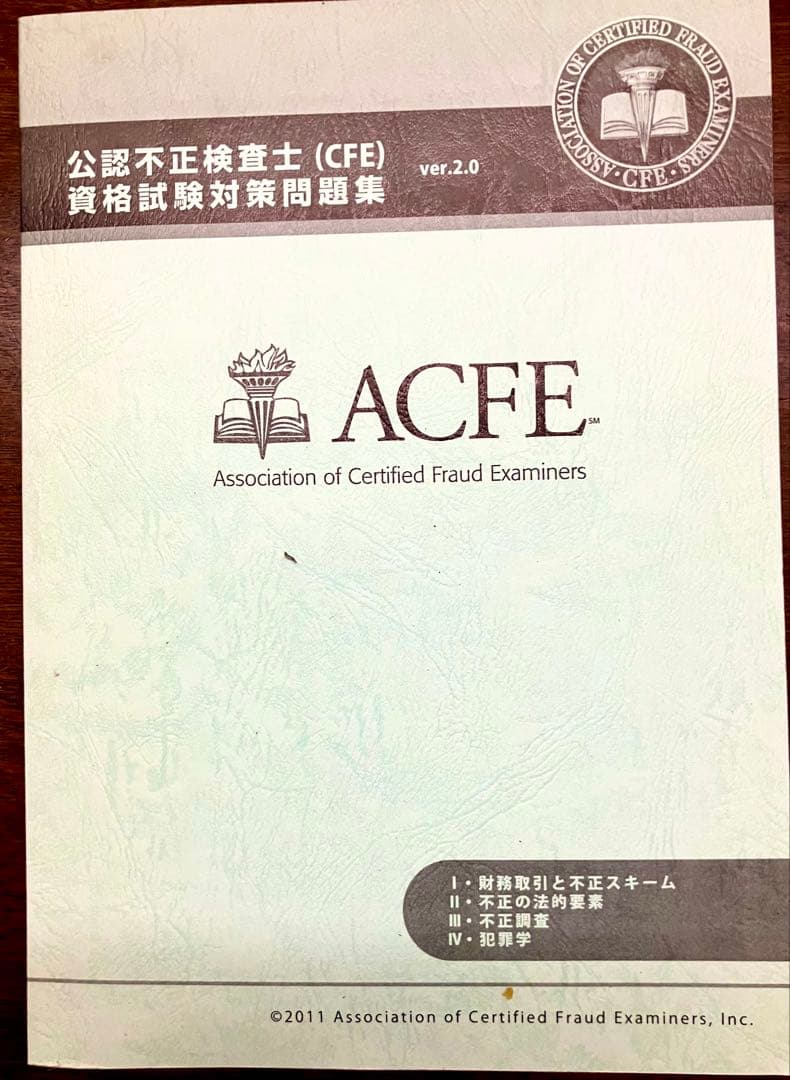 ASSOCIATION OF CERTIFIED FRAUD EXAMINERS
・CFE・
公認不正検査士(CFE)
資格試験対策問題集
ver.2.0
ACFE℠
Association of Certified Fraud Examiners
Ⅰ・財務取引と不正スキーム
Ⅱ・不正の法的要素
Ⅲ・不正調査
Ⅳ・犯罪学
©2011 Association of Certified Fraud Examiners, Inc.